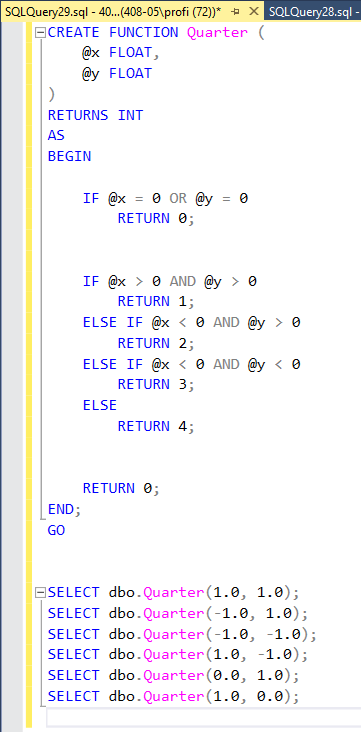 SQLQuery29.sql - 40...(408-05\profi (72))* SQLQuery28.sql -
CREATE FUNCTION Quarter (
    @x FLOAT,
    @y FLOAT
)
RETURNS INT
AS
BEGIN
    IF @x = 0 OR @y = 0
        RETURN 0;
    IF @x > 0 AND @y > 0
        RETURN 1;
    ELSE IF @x < 0 AND @y > 0
        RETURN 2;
    ELSE IF @x < 0 AND @y < 0
        RETURN 3;
    ELSE
        RETURN 4;
    RETURN 0;
END;
GO
SELECT dbo.Quarter(1.0, 1.0);
SELECT dbo.Quarter(-1.0, 1.0);
SELECT dbo.Quarter(-1.0, -1.0);
SELECT dbo.Quarter(1.0, -1.0);
SELECT dbo.Quarter(0.0, 1.0);
SELECT dbo.Quarter(1.0, 0.0);